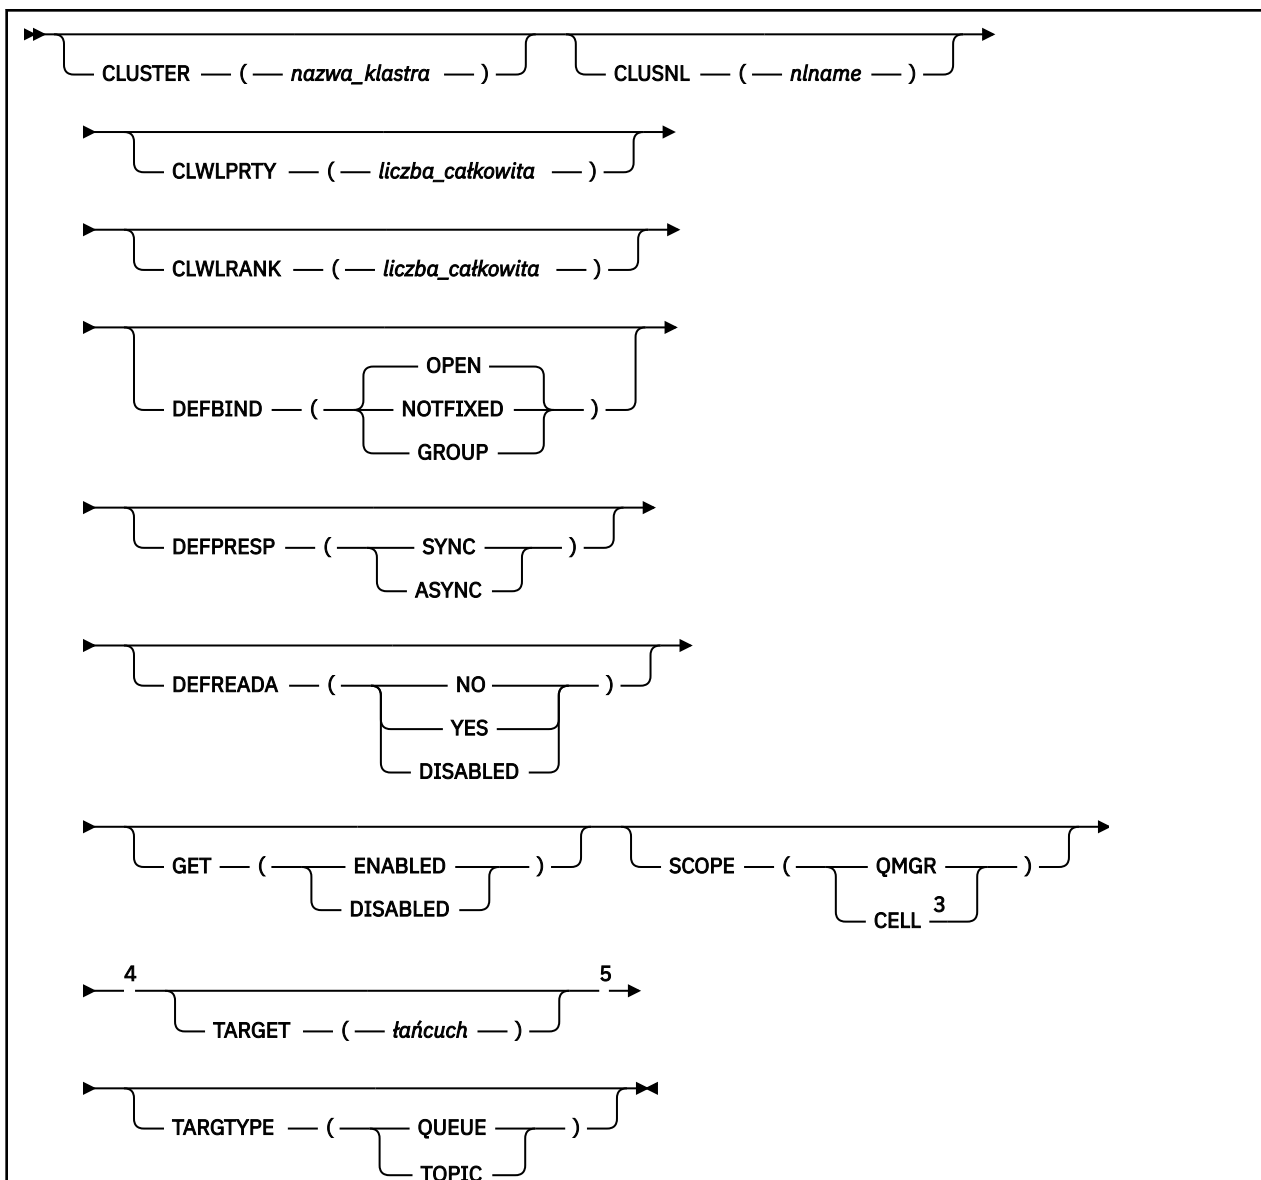 CLUSTER ( nazwa_klastra ) CLUSNL ( nlname )
CLWLPRTY ( liczba_całkowita )
CLWLRANK ( liczba_całkowita )
OPEN
DEFBIND ( NOTFIXED )
GROUP
DEFPRESP ( SYNC )
ASYNC
DEFREADA ( NO )
YES
DISABLED
GET ( ENABLED ) SCOPE ( QMGR )
DISABLED CELL 3
4 5
TARGET ( łańcuch )
TARGTYPE ( QUEUE )
TOPIC